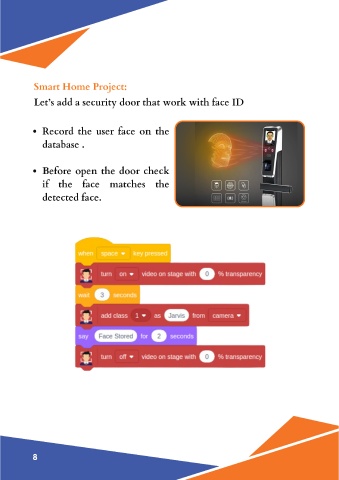 Smart Home Project:
Let's add a security door that work with face ID
• Record the user face on the
database .
• Before open the door check
if the face matches the
detected face.
when space key pressed
turn on video on stage with 0 % transparency
wait 3 seconds
add class 1 as Jarvis from camera
say Face Stored for 2 seconds
turn off video on stage with 0 % transparency
8